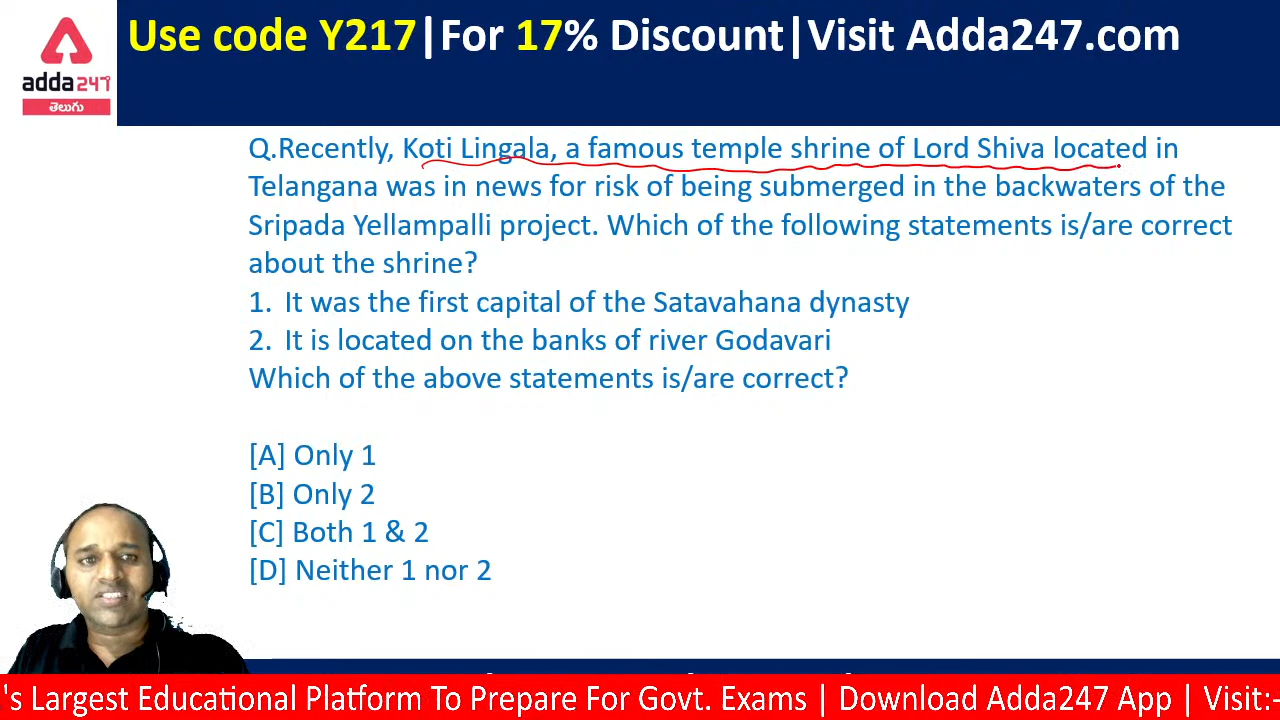 Use code Y217|For 17% Discount|Visit Adda247.com
adda247
తెలుగు
Q.Recently, Koti Lingala, a famous temple shrine of Lord Shiva located in
Telangana was in news for risk of being submerged in the backwaters of the
Sripada Yellampalli project. Which of the following statements is/are correct
about the shrine?
1. It was the first capital of the Satavahana dynasty
2. It is located on the banks of river Godavari
Which of the above statements is/are correct?
[A] Only 1
[B] Only 2
[C] Both 1 & 2
[D] Neither 1 nor 2
's Largest Educational Platform To Prepare For Govt. Exams | Download Adda247 App | Visit:-